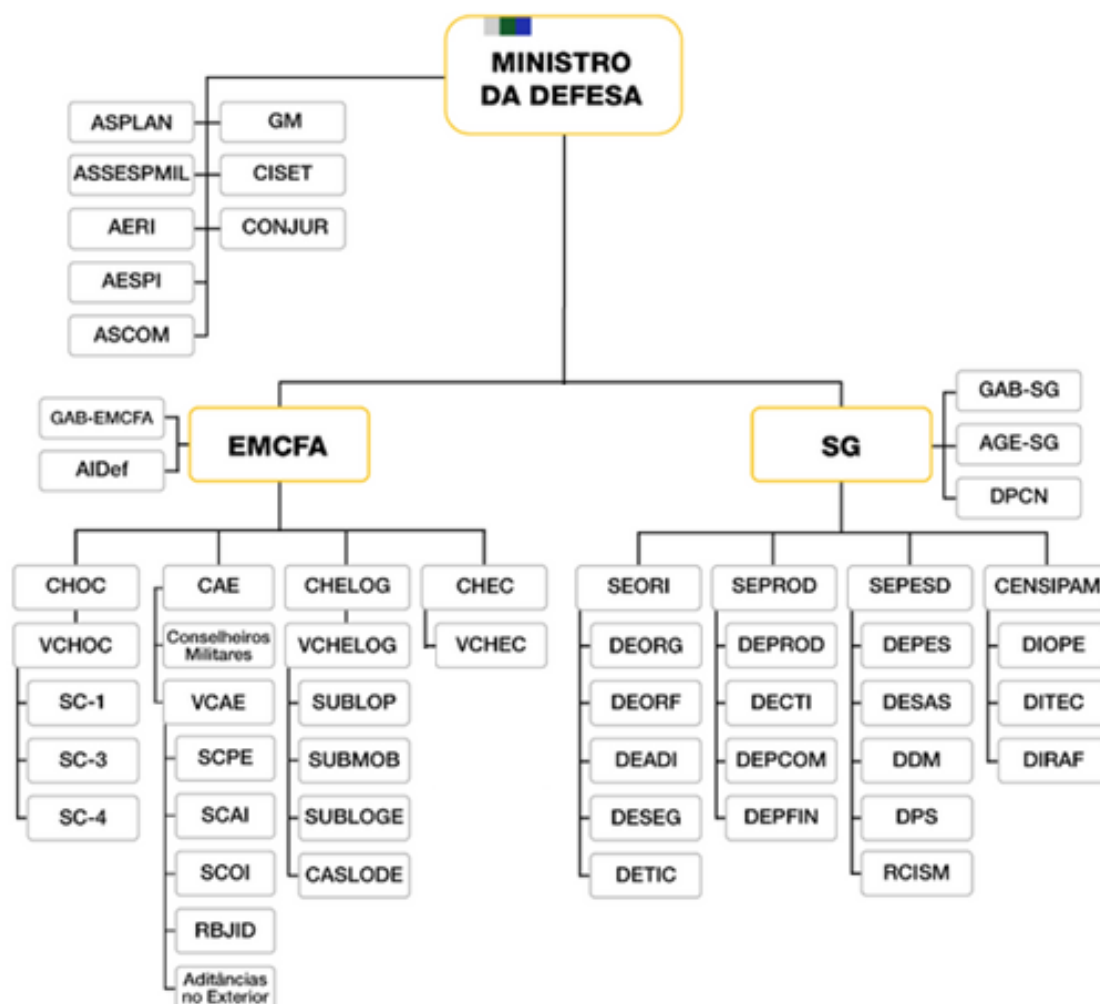 MINISTRO
DA DEFESA
ASPLAN
GM
ASSESPMIL
CISET
AERI
CONJUR
AESPI
ASCOM
GAB-EMCFA
AIDef
EMCFA
SG
GAB-SG
AGE-SG
DPCN
CHOC
VCHOC
SC-1
SC-3
SC-4
CAE
Conselheiros
Militares
VCAE
SCPE
SCAI
SCOI
RBJID
Aditâncias
no Exterior
CHELOG
VCHELOG
SUBLOP
SUBMOB
SUBLOGE
CASLODE
CHEC
VCHEC
SEORI
DEORG
DEORF
DEADI
DESEG
DETIC
SEPROD
DEPROD
DECTI
DEPCOM
DEPFIN
SEPESD
DEPES
DESAS
DDM
DPS
RCISM
CENSIPAM
DIOPE
DITEC
DIRAF